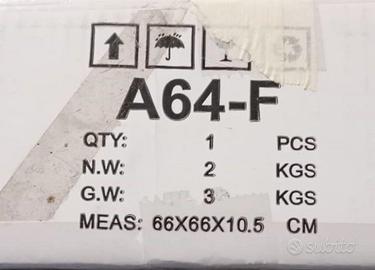 A64-F
QTY: 1 PCS
N.W: 2 KGS
G.W: 3 KGS
MEAS: 66X66X10.5 CM
subito